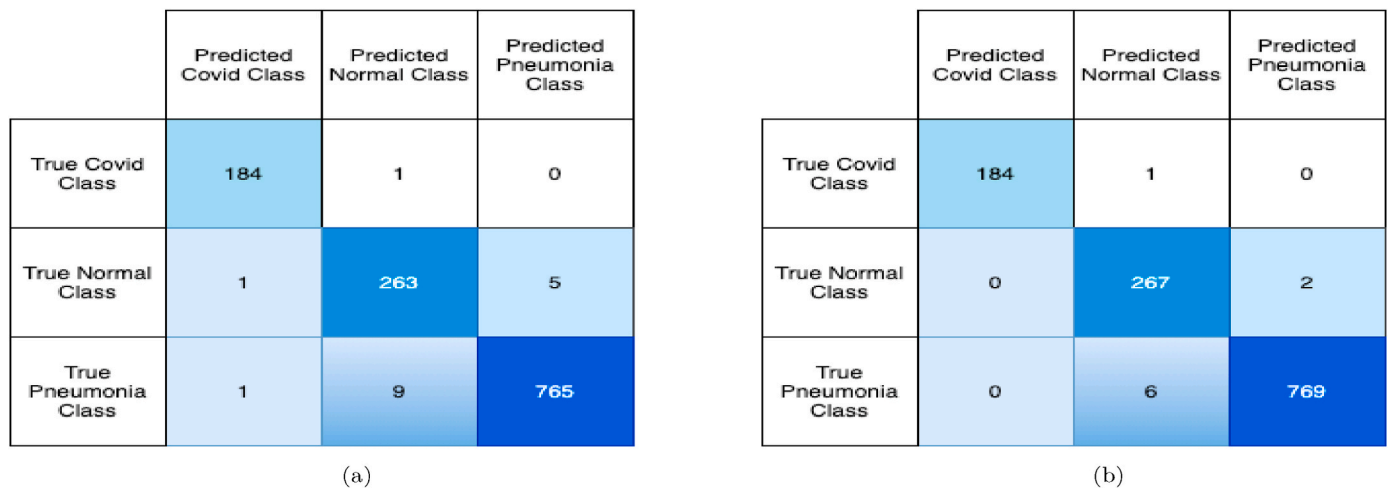 Predicted
Covid Class
Predicted
Normal Class
Predicted
Pneumonia
Class
True Covid
Class
184
1
0
True Normal
Class
1
263
5
True
Pneumonia
Class
1
9
765
(a)
Predicted
Covid Class
Predicted
Normal Class
Predicted
Pneumonia
Class
True Covid
Class
184
1
0
True Normal
Class
0
267
2
True
Pneumonia
Class
0
6
769
(b)